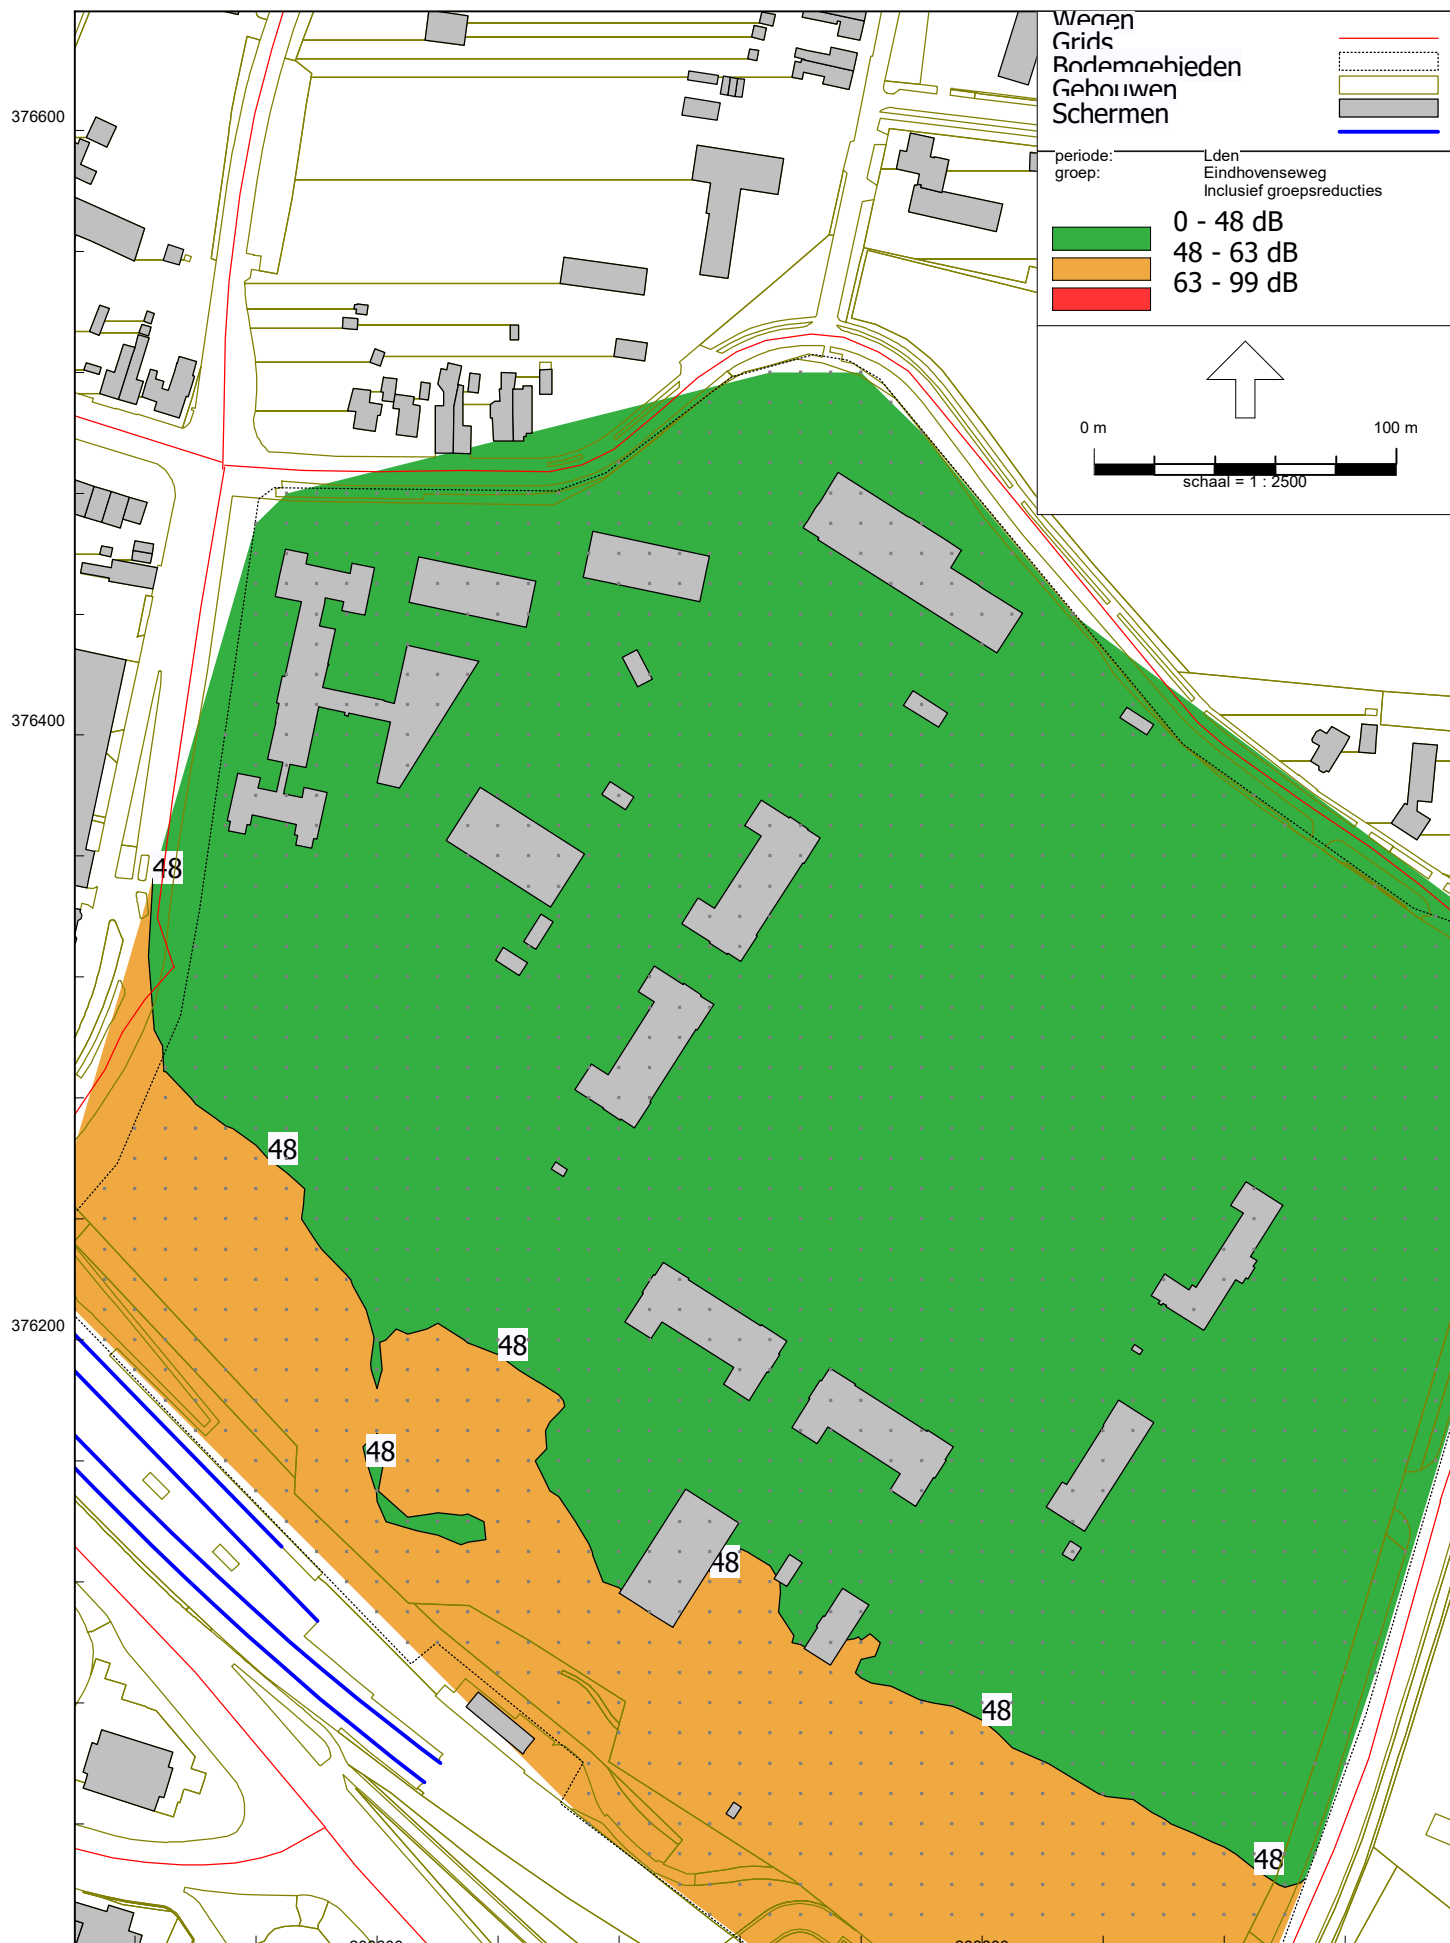 Wegen
Grids
Bodemgebieden
Gebouwen
Schermen
376600
periode: Lden
groep: Eindhovenseweg
Inclusief groepsreducties
0 - 48 dB
48 - 63 dB
63 - 99 dB
0 m 100 m
schaal = 1 : 2500
376400
48
48
376200
48
48
48
48
48